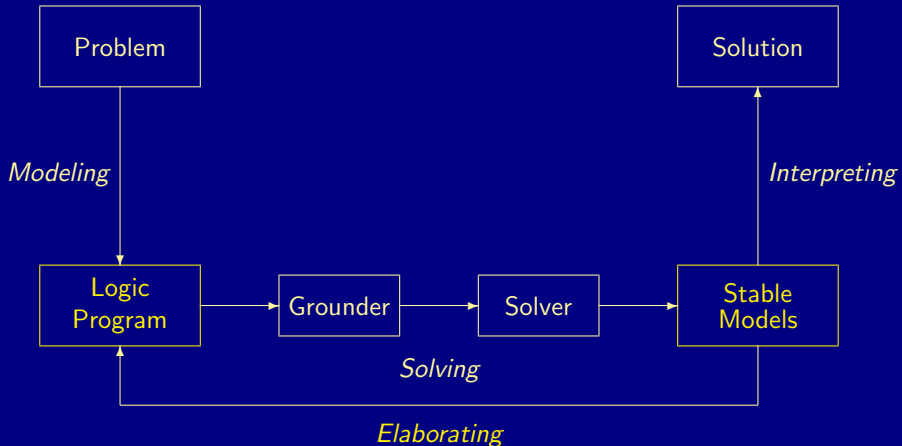 Problem
Solution
Modeling
Interpreting
Logic
Program
Grounder
Solver
Stable
Models
Solving
Elaborating